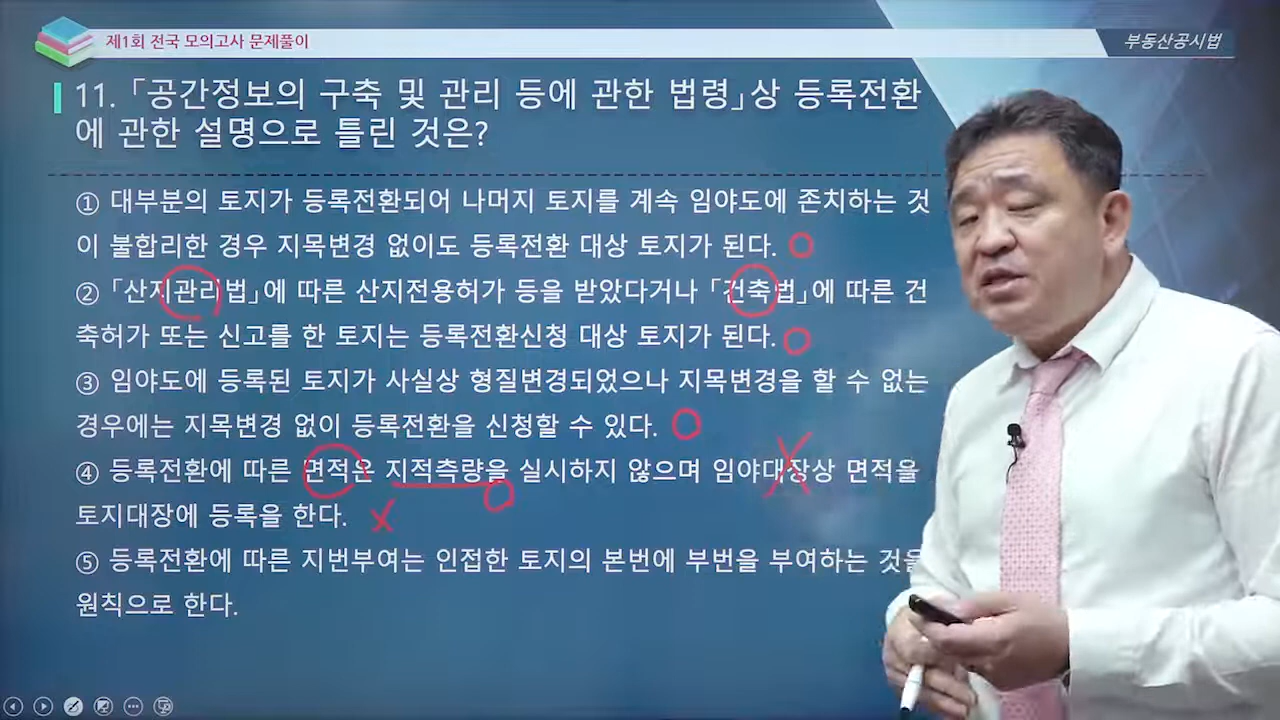 제1회 전국 모의고사 문제풀이
부동산공시법
11. 「공간정보의 구축 및 관리 등에 관한 법령」상 등록전환
에 관한 설명으로 틀린 것은?
① 대부분의 토지가 등록전환되어 나머지 토지를 계속 임야도에 존치하는 것
이 불합리한 경우 지목변경 없이도 등록전환 대상 토지가 된다.
② 「산지관리법」에 따른 산지전용허가 등을 받았다거나 「건축법」에 따른 건
축허가 또는 신고를 한 토지는 등록전환신청 대상 토지가 된다.
③ 임야도에 등록된 토지가 사실상 형질변경되었으나 지목변경을 할 수 없는
경우에는 지목변경 없이 등록전환을 신청할 수 있다.
④ 등록전환에 따른 면적은 지적측량을 실시하지 않으며 임야대장상 면적을
토지대장에 등록을 한다.
⑤ 등록전환에 따른 지번부여는 인접한 토지의 본번에 부번을 부여하는 것을
원칙으로 한다.